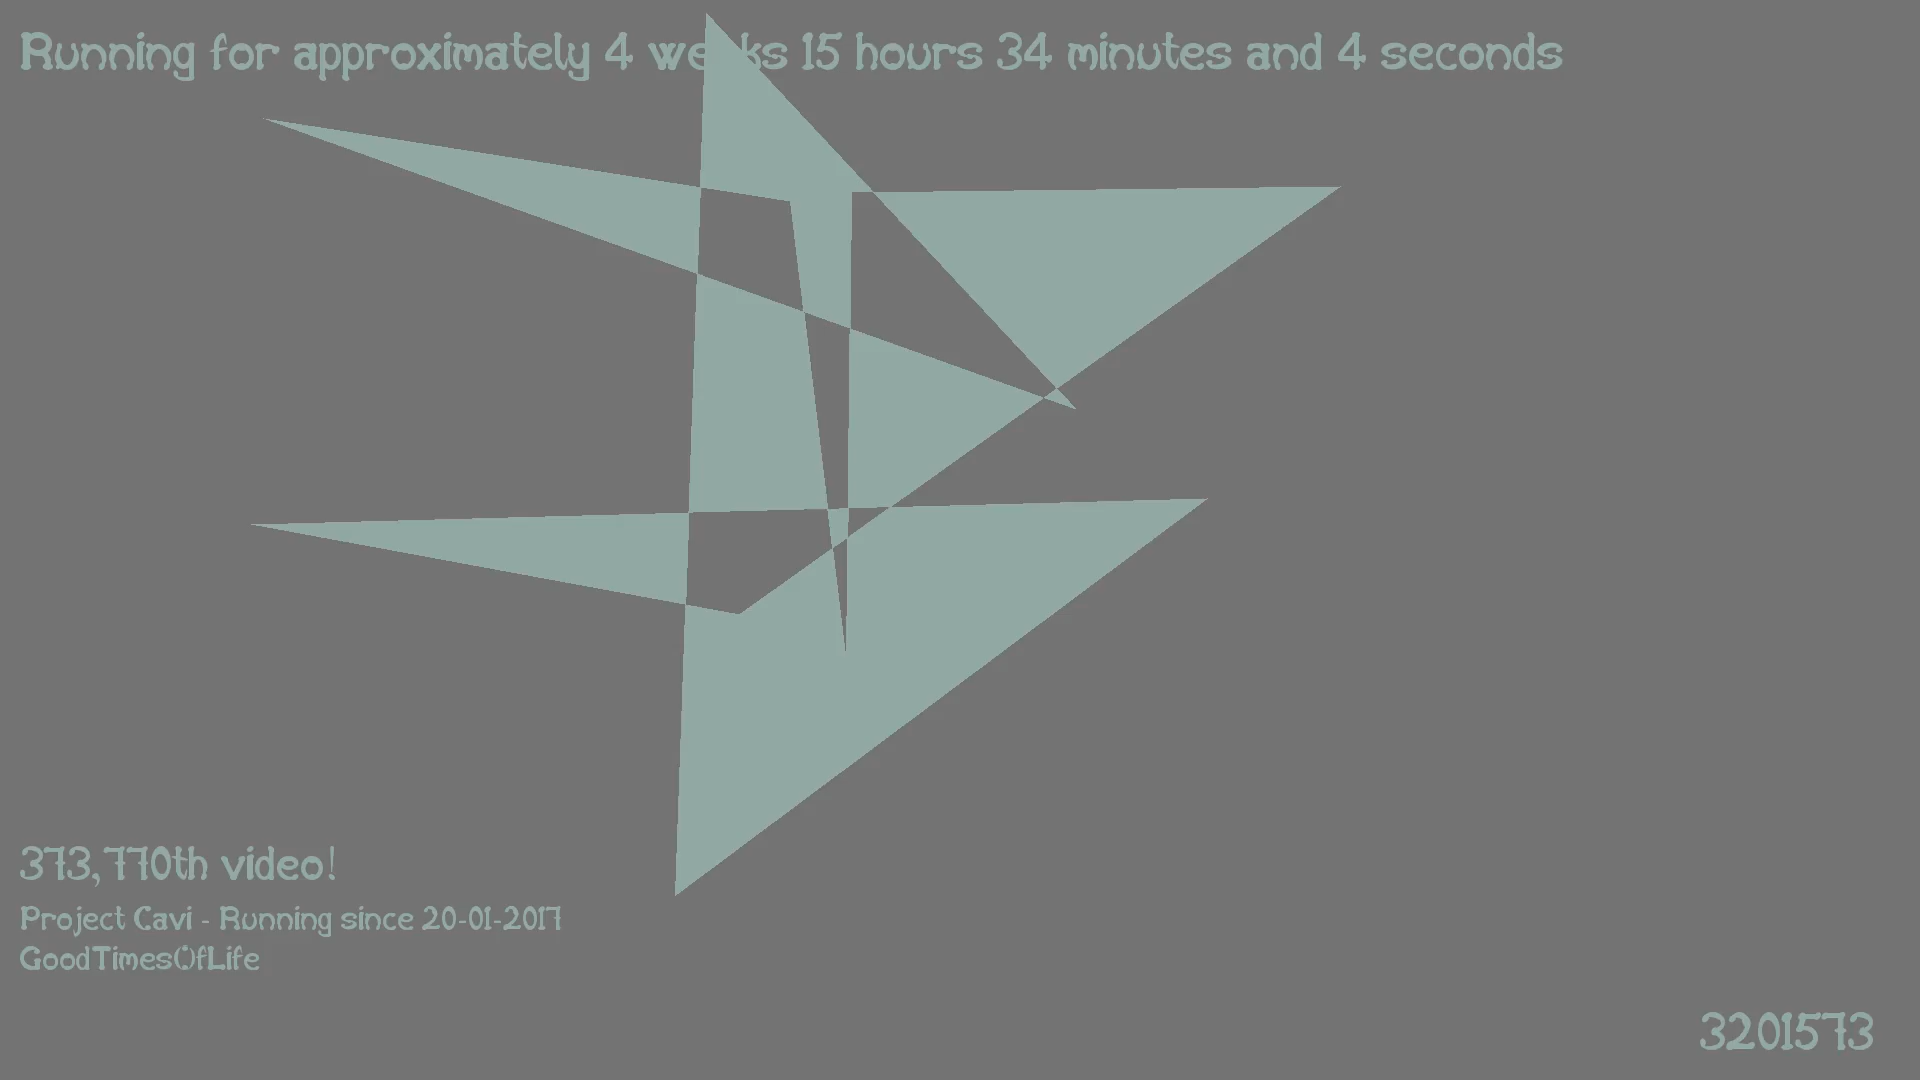 Running for approximately 4 weeks 15 hours 34 minutes and 4 seconds
373,770th video!
Project Cavi - Running since 20-01-2017
GoodTimesOfLife
3201573